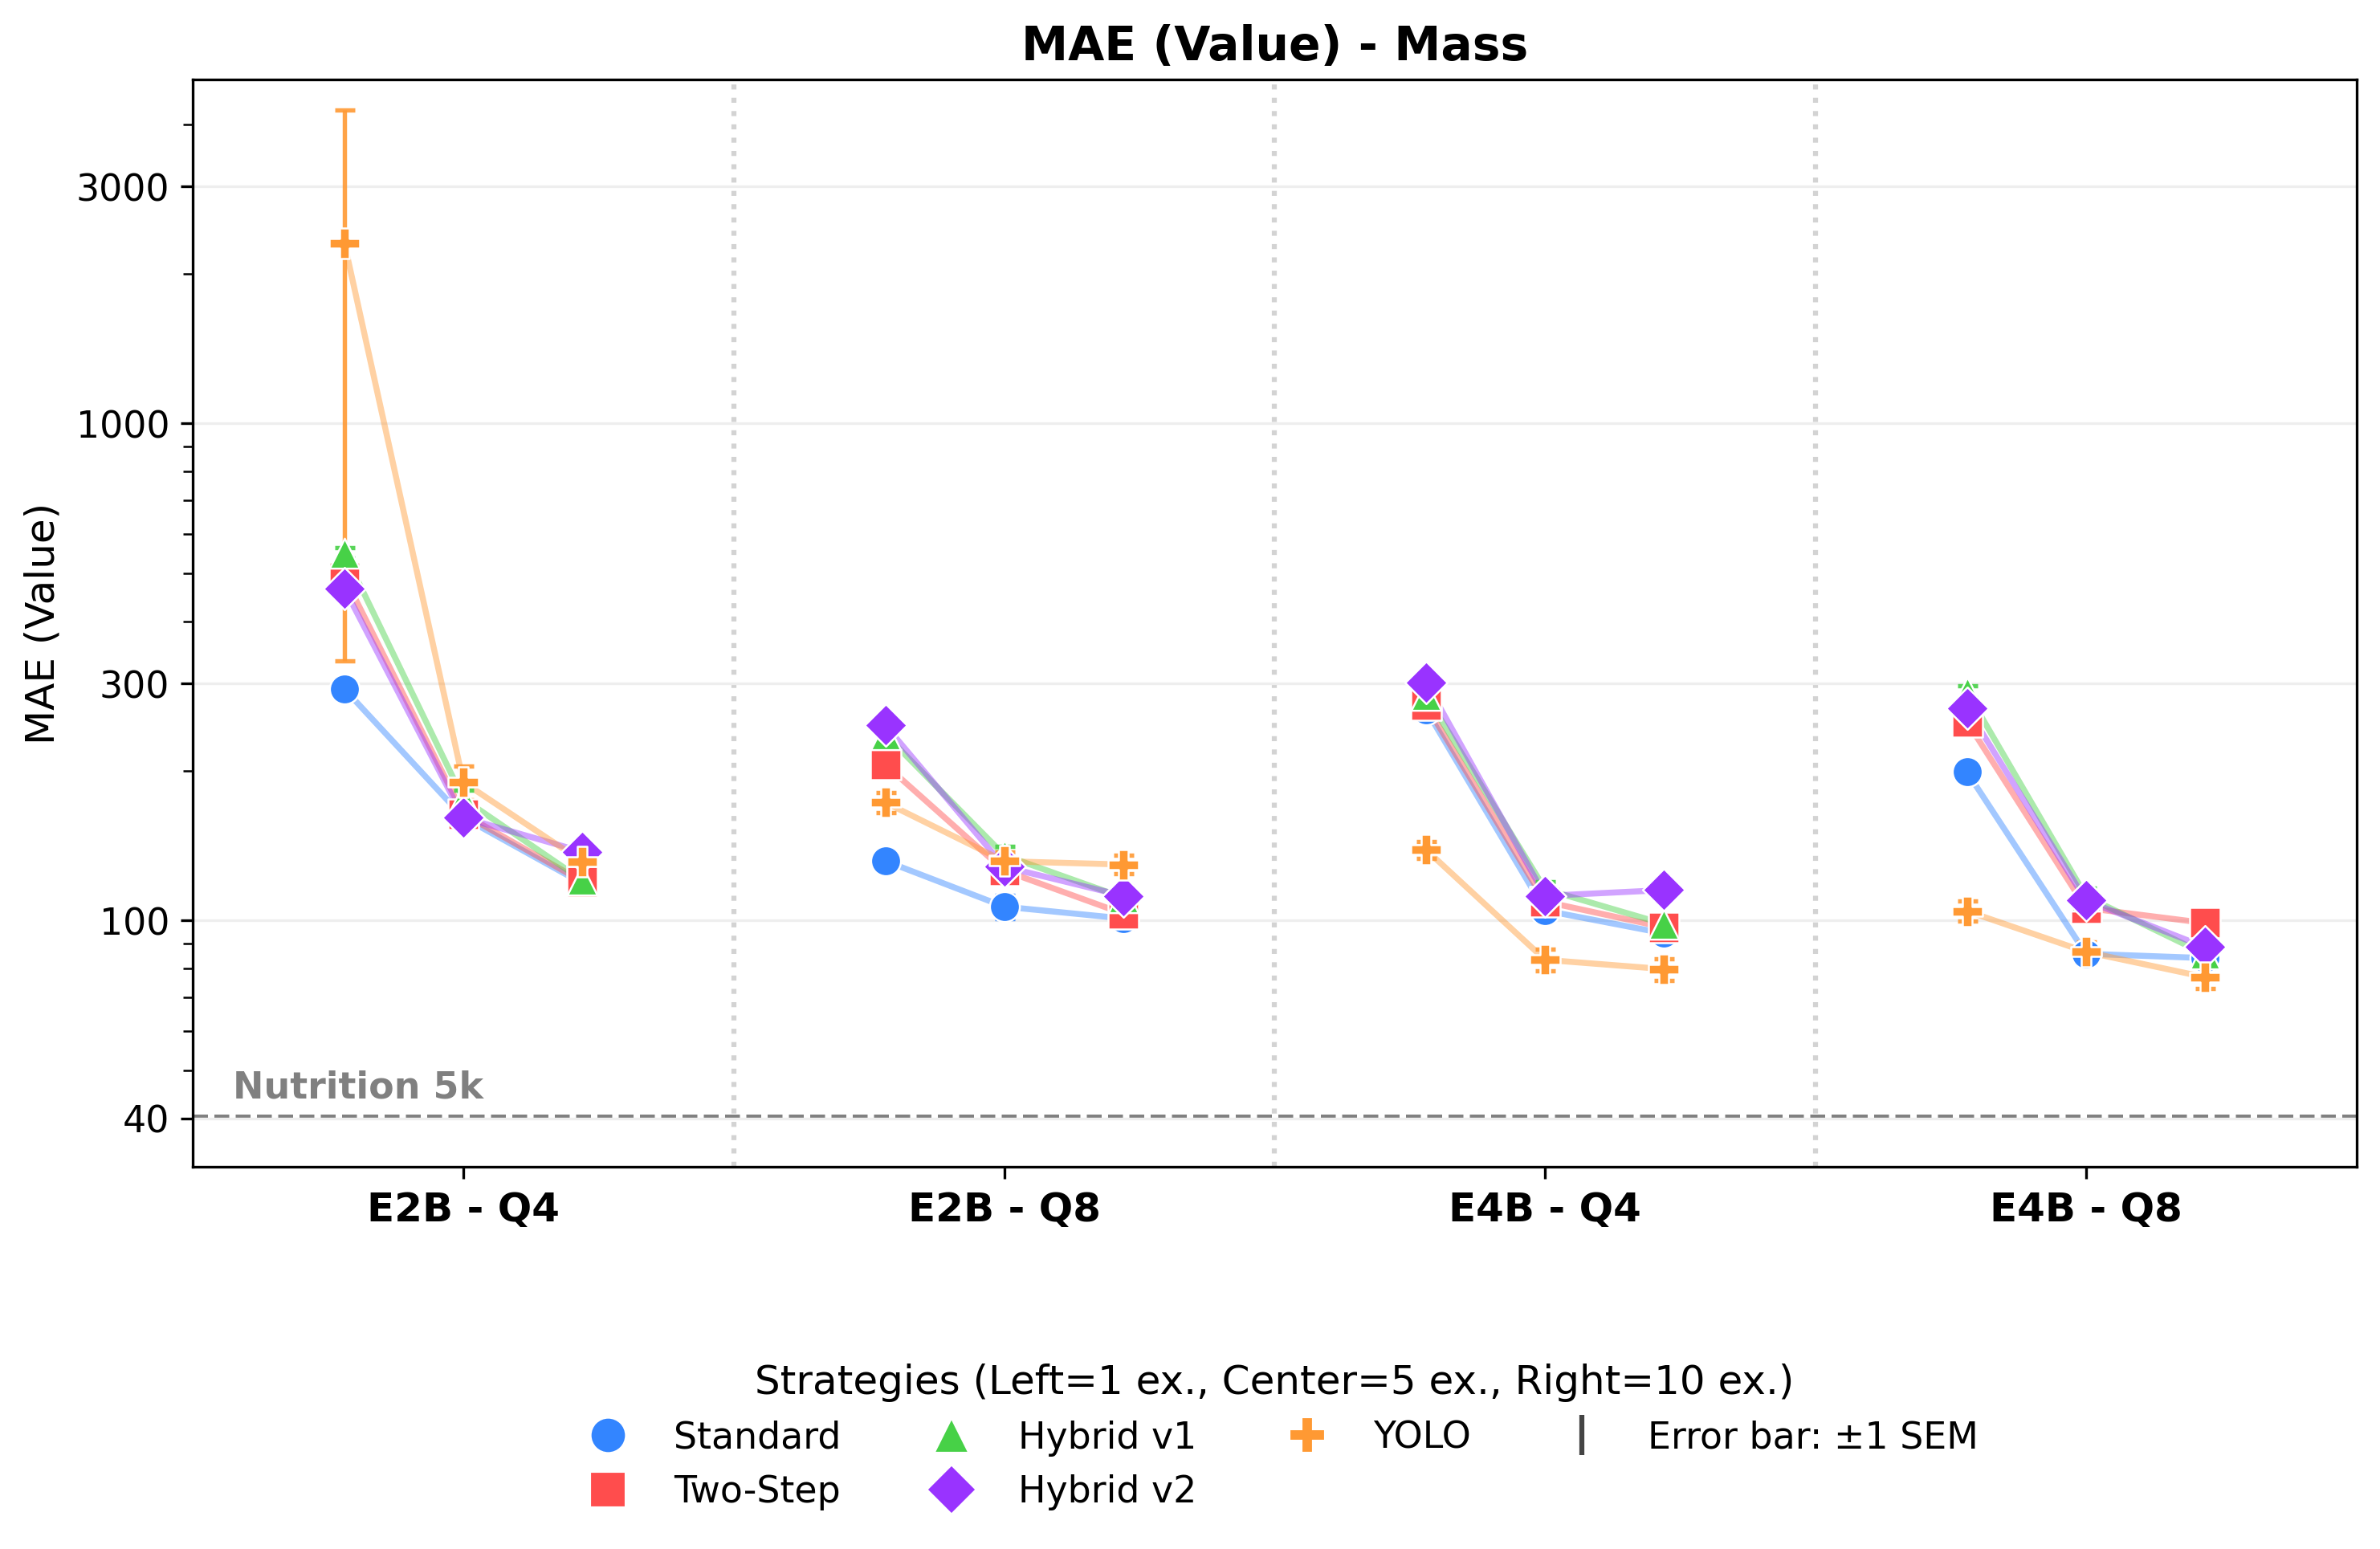 MAE (Value) - Mass
MAE (Value)
3000
1000
300
100
40
Nutrition 5k
E2B - Q4
E2B - Q8
E4B - Q4
E4B - Q8
Strategies (Left=1 ex., Center=5 ex., Right=10 ex.)
Standard
Two-Step
Hybrid v1
Hybrid v2
YOLO
Error bar: ±1 SEM